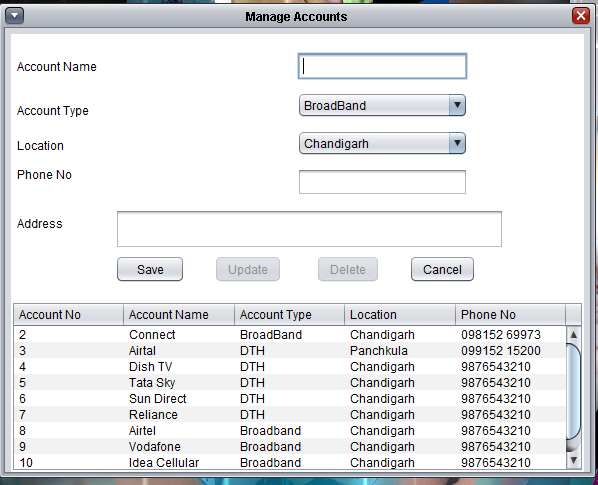 Manage Accounts
Account Name
Account Type BroadBand
Location Chandigarh
Phone No
Address
Save Update Delete Cancel
Account No Account Name Account Type Location Phone No
2 Connect BroadBand Chandigarh 098152 69973
3 Airtal DTH Panchkula 099152 15200
4 Dish TV DTH Chandigarh 9876543210
5 Tata Sky DTH Chandigarh 9876543210
6 Sun Direct DTH Chandigarh 9876543210
7 Reliance DTH Chandigarh 9876543210
8 Airtel Broadband Chandigarh 9876543210
9 Vodafone Broadband Chandigarh 9876543210
10 Idea Cellular Broadband Chandigarh 9876543210